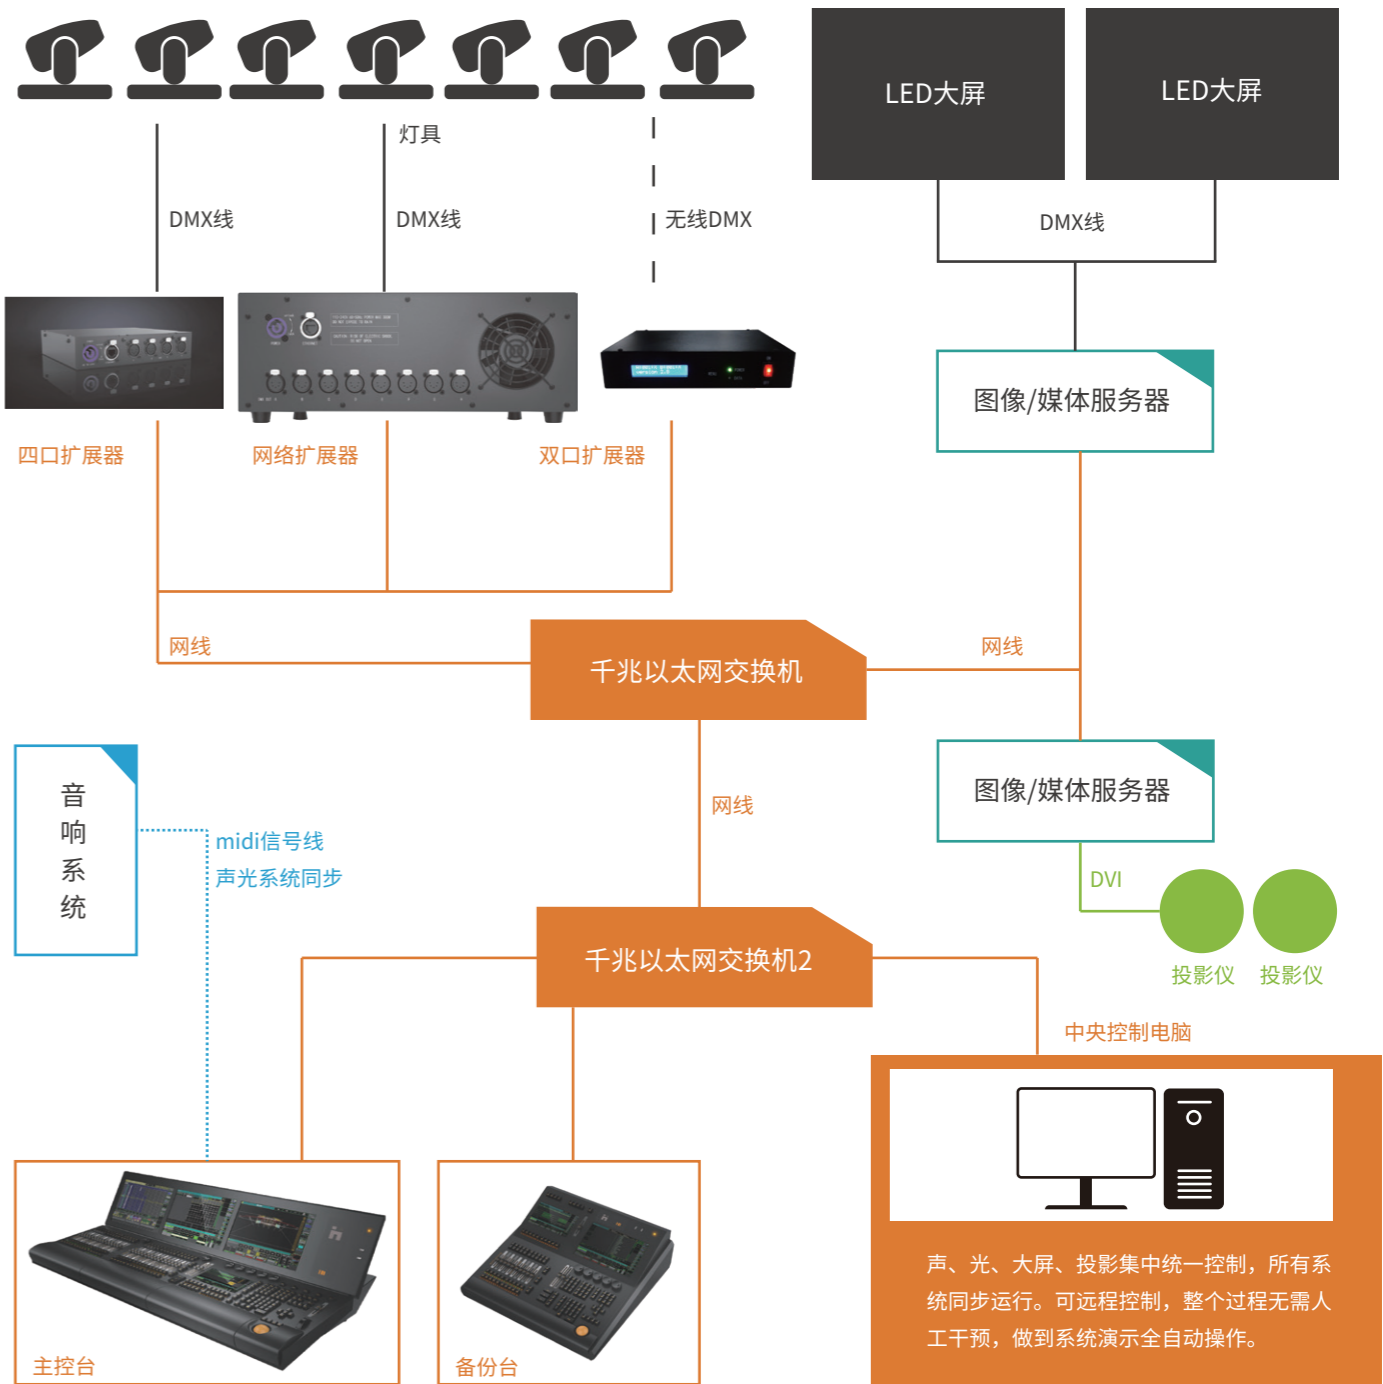 LED大屏
LED大屏
灯具
DMX线
DMX线
无线DMX
DMX线
图像/媒体服务器
四口扩展器
网络扩展器
双口扩展器
网线
千兆以太网交换机
网线
音响系统
midi信号线
声光系统同步
网线
图像/媒体服务器
DVI
投影仪
投影仪
千兆以太网交换机2
中央控制电脑
声、光、大屏、投影集中统一控制，所有系
统同步运行。可远程控制，整个过程无需人
工干预，做到系统演示全自动操作。
主控台
备份台